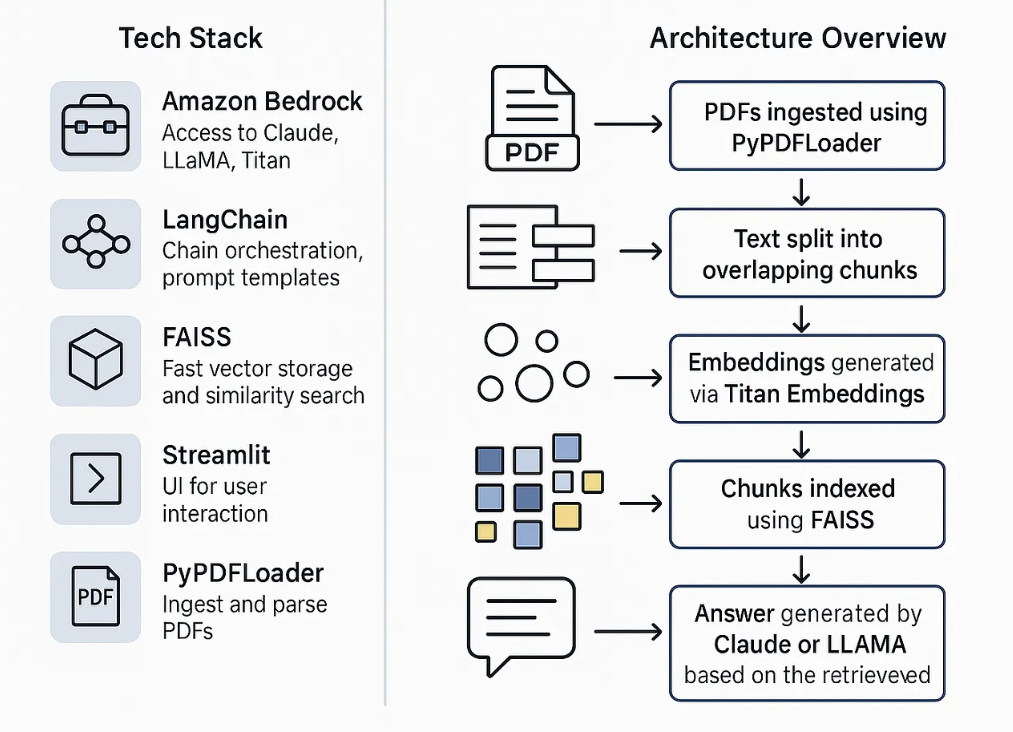 Tech Stack
Amazon Bedrock
Access to Claude,
LLaMA, Titan
LangChain
Chain orchestration,
prompt templates
FAISS
Fast vector storage
and similarity search
Streamlit
UI for user
interaction
PDF
PyPDFLoader
Ingest and parse
PDFs
Architecture Overview
PDF
PDFs ingested using
PyPDFLoader
Text split into
overlapping chunks
Embeddings generated
via Titan Embeddings
Chunks indexed
using FAISS
Answer generated by
Claude or LLAMA
based on the retrieveved